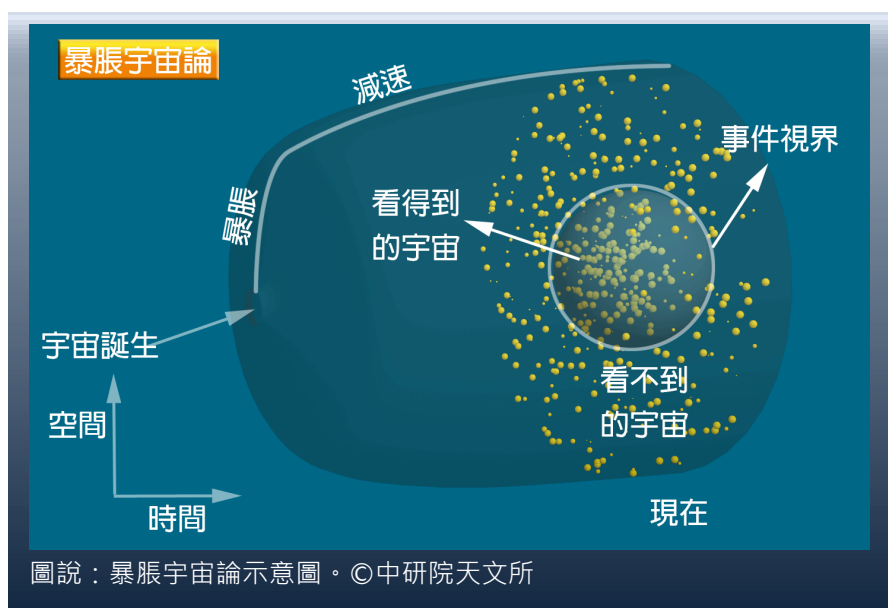 暴脹宇宙論
減速
事件視界
暴脹
看得到
的宇宙
宇宙誕生
看不到
的宇宙
空間
時間
現在
圖說：暴脹宇宙論示意圖。©中研院天文所